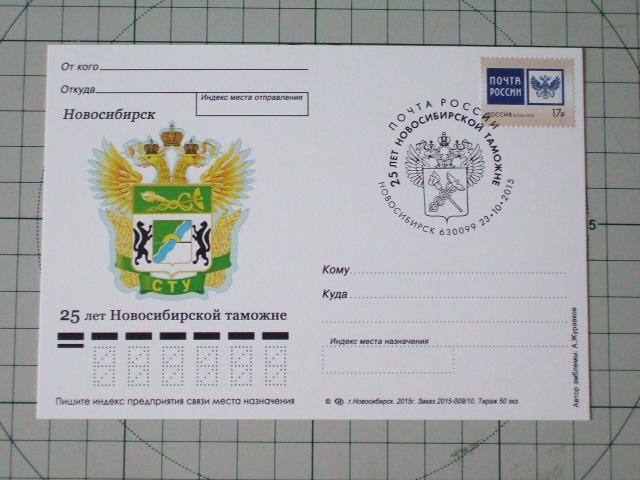 От кого
Откуда
Индекс места отправления
Новосибирск
СТУ
25 лет Новосибирской таможне
Пишите индекс предприятия связи места назначения
ПОЧТА РОССИИ
РОССИЯ
17₽
ПОЧТА РОССИИ
25 ЛЕТ НОВОСИБИРСКОЙ ТАМОЖНЕ
НОВОСИБИРСК 630099 23•10•2015
Кому
Куда
Индекс места назначения
© г.Новосибирск. 2015г. Заказ 2015-009/10. Тираж 50 экз.
Автор эмблемы: А.Журавков
5